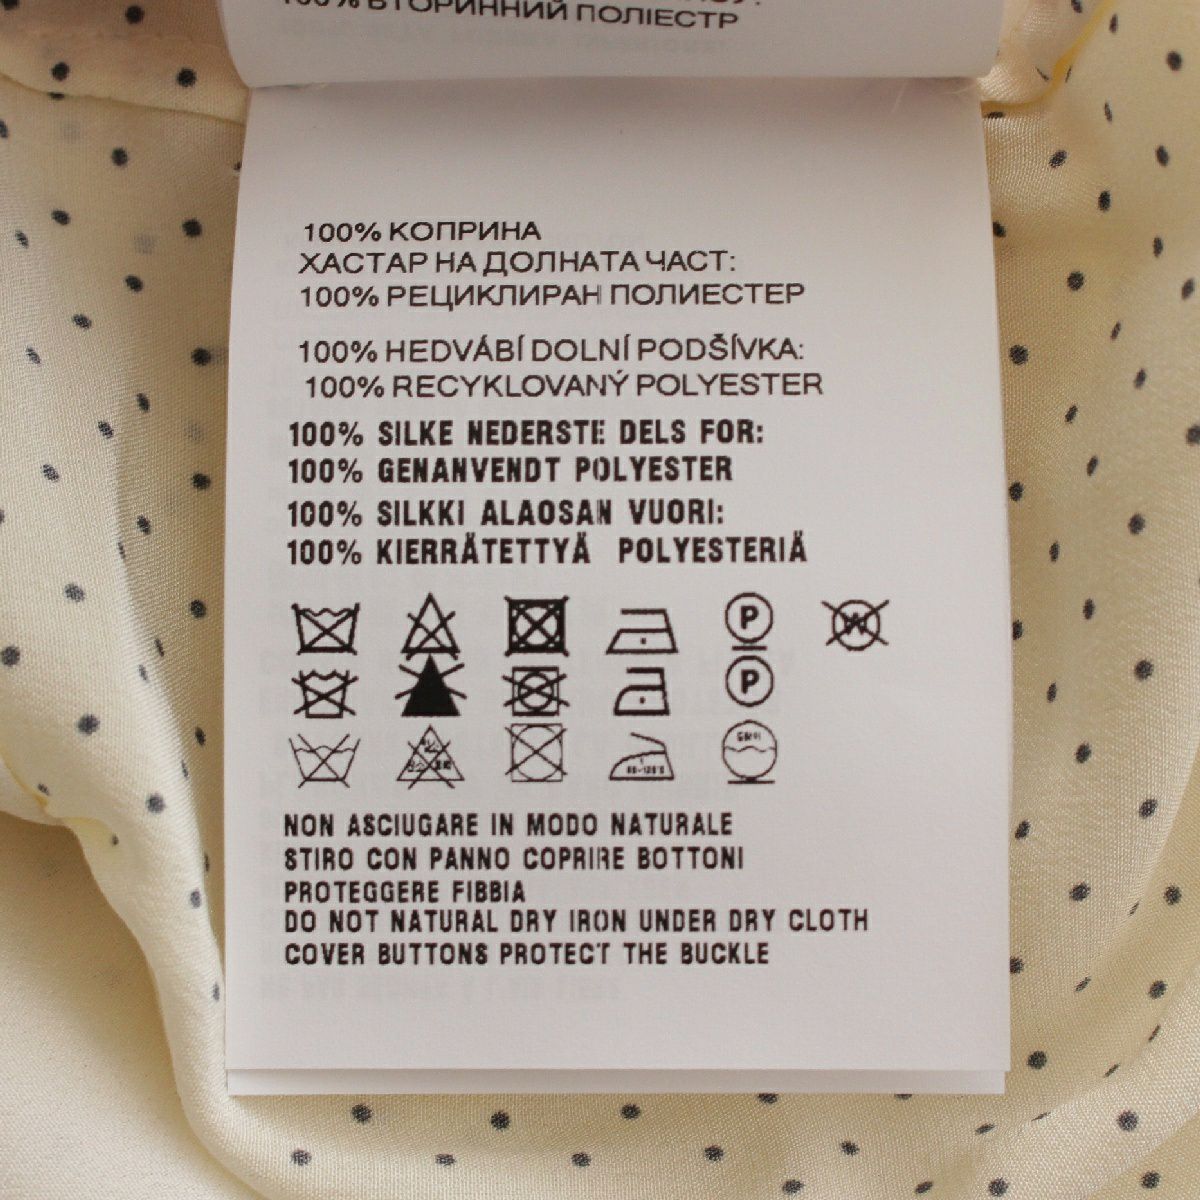 100% ВТОРИННИЙ ПОЛІЕСТР
100% КОПРИНА
ХАСТАР НА ДОЛНАТА ЧАСТ:
100% РЕЦИКЛИРАН ПОЛИЕСТЕР
100% HEDVÁBÍ DOLNÍ PODŠÍVKA:
100% RECYKLOVANÝ POLYESTER
100% SILKE NEDERSTE DELS FOR:
100% GENANVENDT POLYESTER
100% SILKKI ALAOSAN VUORI:
100% KIERRÄTETTYÄ POLYESTERIÄ
P W
P
NON ASCIUGARE IN MODO NATURALE
STIRO CON PANNO COPRIRE BOTTONI
PROTEGGERE FIBBIA
DO NOT NATURAL DRY IRON UNDER DRY CLOTH
COVER BUTTONS PROTECT THE BUCKLE